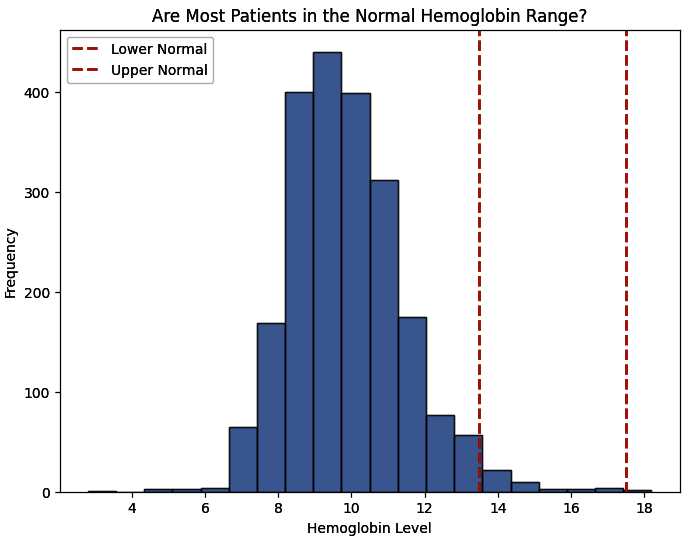 Are Most Patients in the Normal Hemoglobin Range?
Lower Normal
Upper Normal
Frequency
400
300
200
100
0
4 6 8 10 12 14 16 18
Hemoglobin Level